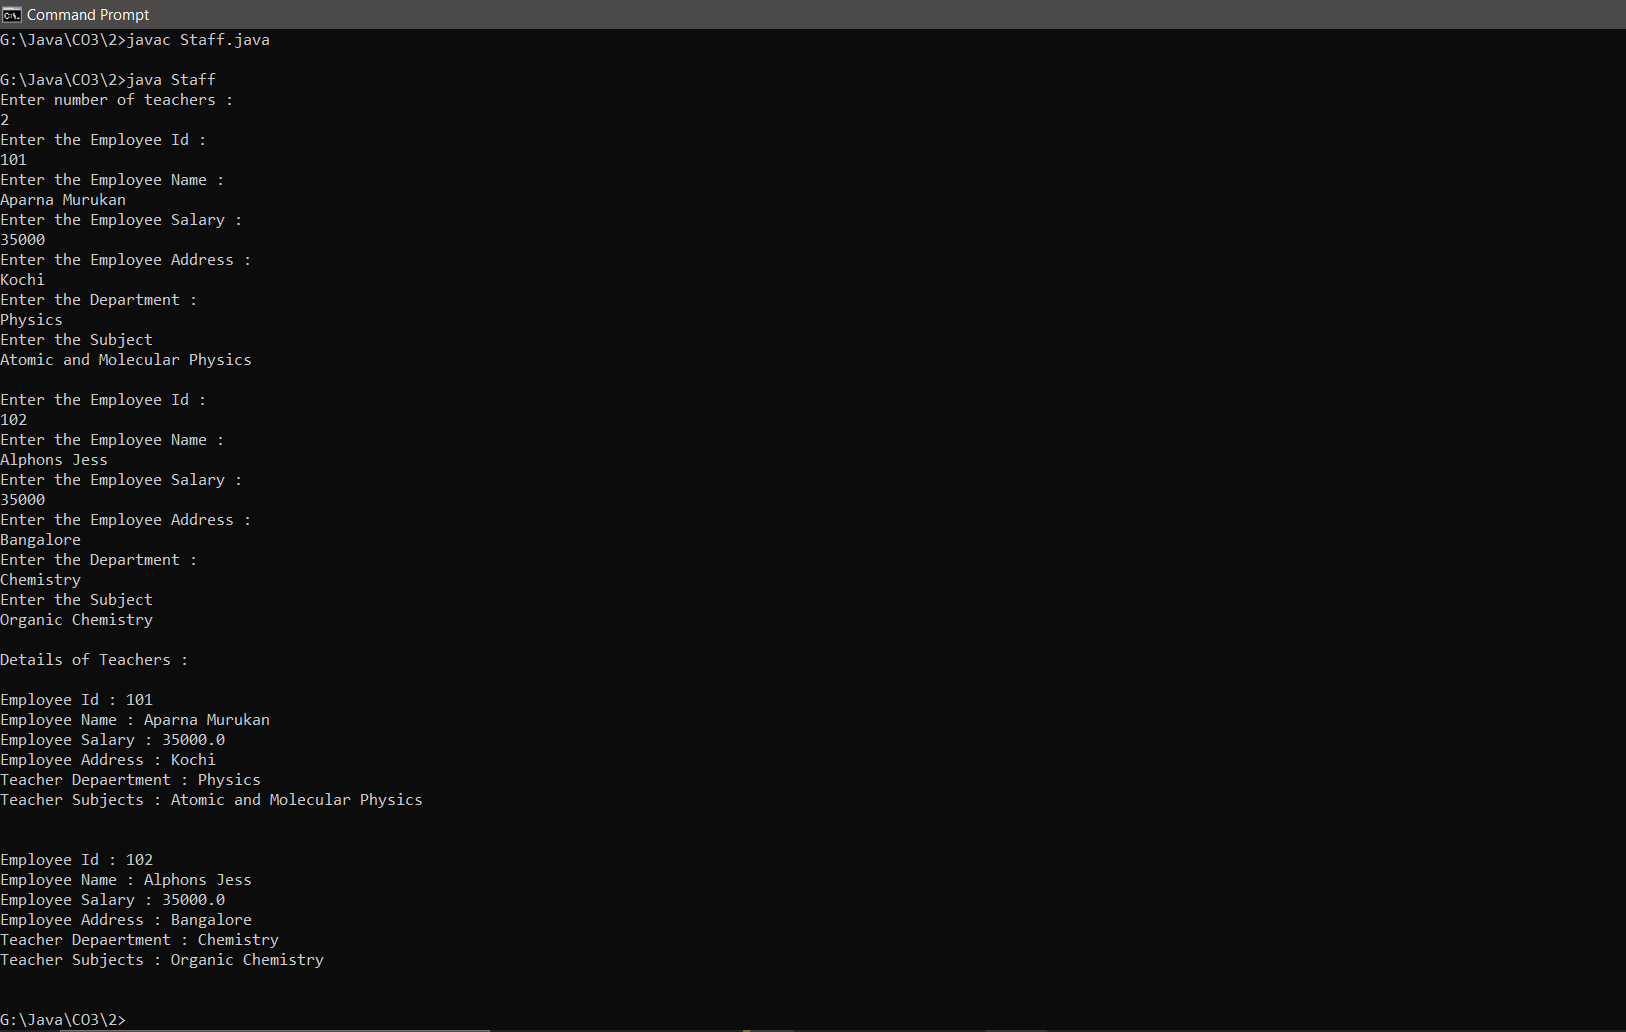 Command Prompt
G:\Java\CO3\2>javac Staff.java
G:\Java\CO3\2>java Staff
Enter number of teachers :
2
Enter the Employee Id :
101
Enter the Employee Name :
Aparna Murukan
Enter the Employee Salary :
35000
Enter the Employee Address :
Kochi
Enter the Department :
Physics
Enter the Subject
Atomic and Molecular Physics
Enter the Employee Id :
102
Enter the Employee Name :
Alphons Jess
Enter the Employee Salary :
35000
Enter the Employee Address :
Bangalore
Enter the Department :
Chemistry
Enter the Subject
Organic Chemistry
Details of Teachers :
Employee Id : 101
Employee Name : Aparna Murukan
Employee Salary : 35000.0
Employee Address : Kochi
Teacher Depaertment : Physics
Teacher Subjects : Atomic and Molecular Physics
Employee Id : 102
Employee Name : Alphons Jess
Employee Salary : 35000.0
Employee Address : Bangalore
Teacher Depaertment : Chemistry
Teacher Subjects : Organic Chemistry
G:\Java\CO3\2>